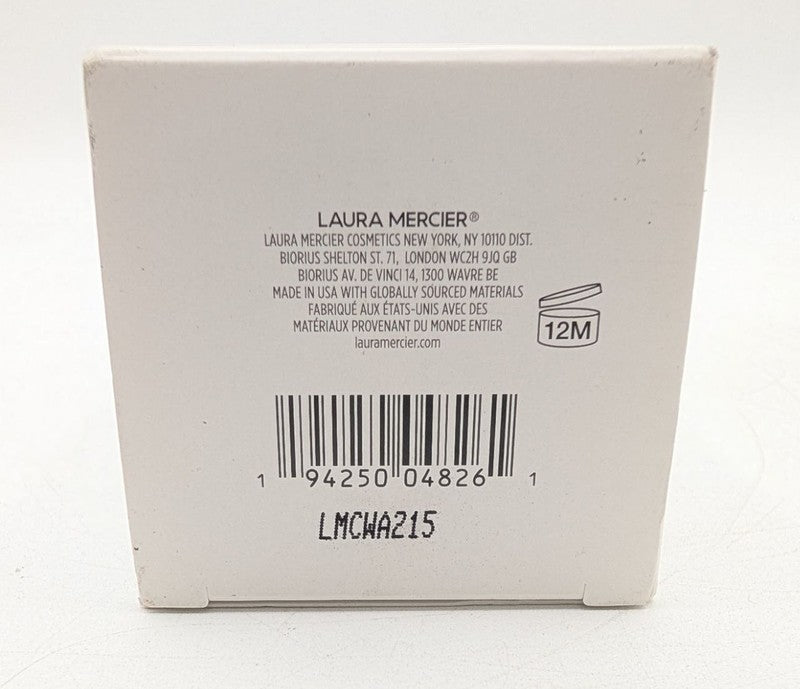 LAURA MERCIER®
LAURA MERCIER COSMETICS NEW YORK, NY 10110 DIST.
BIORIUS SHELTON ST. 71, LONDON WC2H 9JQ GB
BIORIUS AV. DE VINCI 14, 1300 WAVRE BE
MADE IN USA WITH GLOBALLY SOURCED MATERIALS
FABRIQUÉ AUX ÉTATS-UNIS AVEC DES
MATÉRIAUX PROVENANT DU MONDE ENTIER
lauramercier.com
12M
1 94250 04826 1
LMCWA215